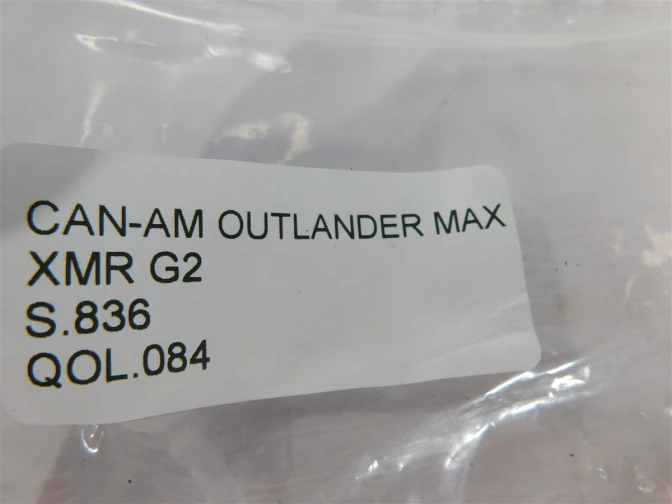 CAN-AM OUTLANDER MAX
XMR G2
S.836
QOL.084